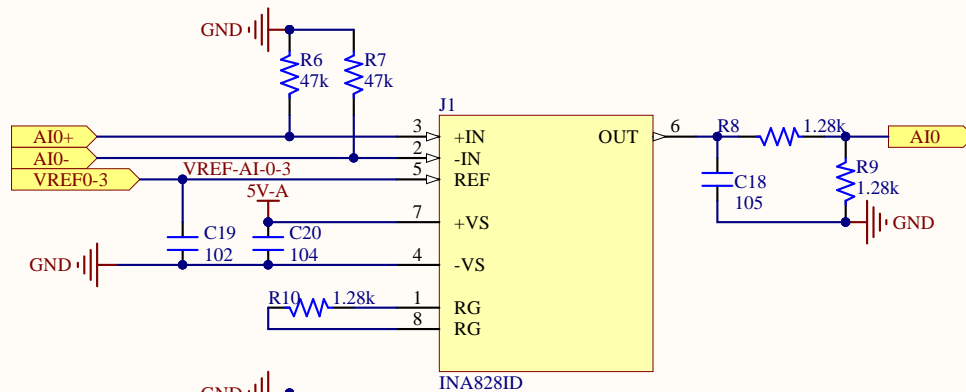 GND
R6
47k
R7
47k
J1
AI0+
3
+IN
OUT
6
R8
1.28k
AI0
AI0-
2
-IN
VREF0-3
VREF-AI-0-3
5
REF
R9
1.28k
C18
105
5V-A
7
+VS
GND
C19
102
C20
104
GND
4
-VS
R10
1.28k
1
RG
8
RG
INA828ID
GND